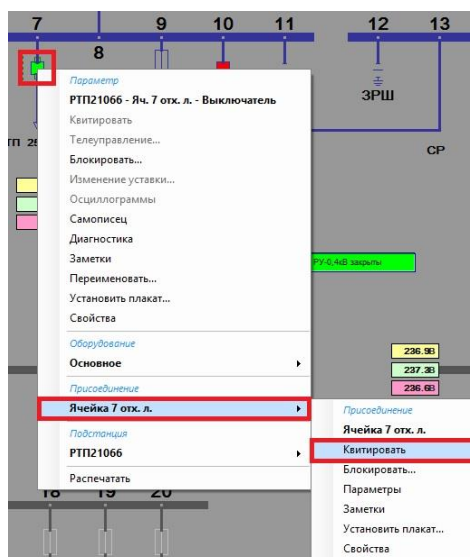 7 9 10 11 12 13
8
Параметр
РТП21066 - Яч. 7 отх. л. - Выключатель
ЗРШ
Квитировать
Телеуправление...
ТП 25
СР
Блокировать...
Изменение уставки...
Осциллограммы
Самописец
Диагностика
Заметки
РУ-0,4кВ закрыты
Переименовать...
Установить плакат...
Свойства
Оборудование
236.9В
Основное
237.3В
Присоединение
236.6В
Ячейка 7 отх. л.
Присоединение
Подстанция
Ячейка 7 отх. л.
РТП21066
Квитировать
Распечатать
Блокировать...
18 19 20
Параметры
Заметки
Установить плакат...
Свойства